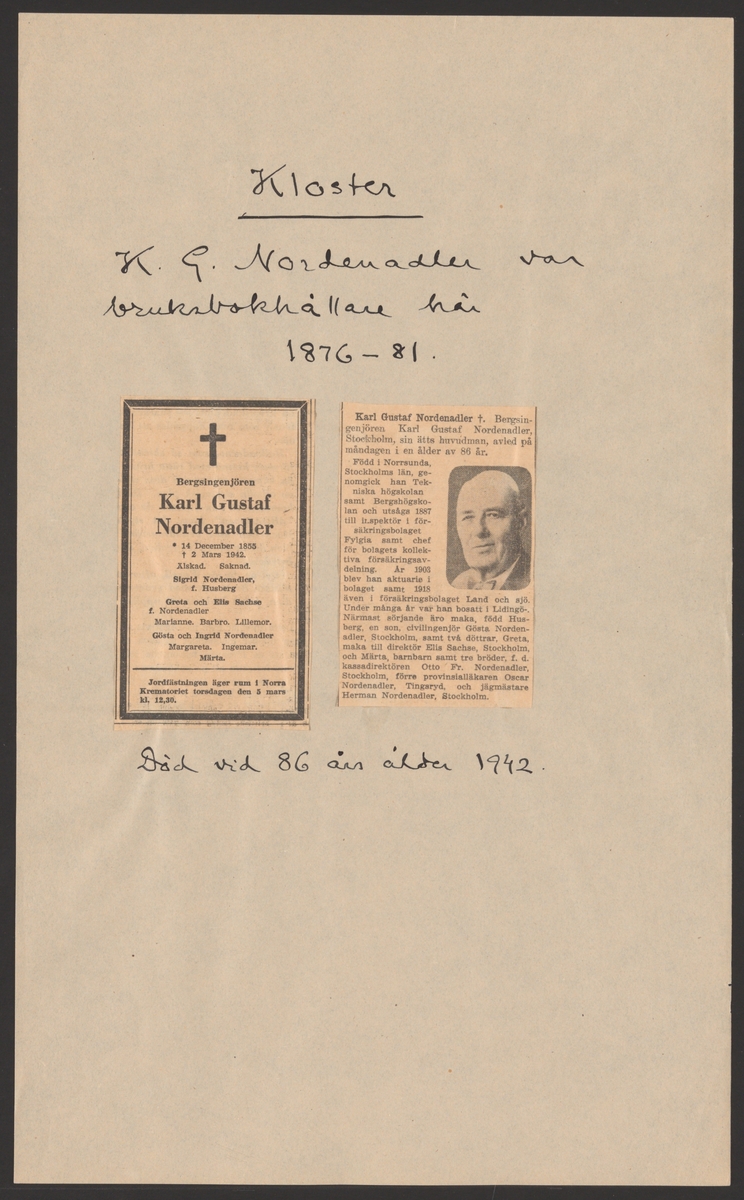 Kloster
K. G. Nordenadler var
bruksbokhållare här
1876-81.
Bergsingenjören
Karl Gustaf
Nordenadler
* 14 December 1855
† 2 Mars 1942.
Älskad. Saknad.
Sigrid Nordenadler,
f. Husberg
Greta och Elis Sachse
f. Nordenadler
Marianne. Barbro. Lillemor.
Gösta och Ingrid Nordenadler
Margareta. Ingemar.
Märta.
Jordfästningen äger rum i Norra
Krematoriet torsdagen den 5 mars
kl. 12,30.
Karl Gustaf Nordenadler †. Bergsin-
genjören Karl Gustaf Nordenadler,
Stockholm, sin ätts huvudman, avled på
måndagen i en ålder av 86 år.
Född i Norrsunda,
Stockholms län, ge-
nomgick han Tek-
niska högskolan
samt Bergshögsko-
lan och utsågs 1887
till inspektör i för-
säkringsbolaget
Fylgia samt chef
för bolagets kollek-
tiva försäkringsav-
delning. År 1903
blev han aktuarie i
bolaget samt 1918
även i försäkringsbolaget Land och sjö.
Under många år var han bosatt i Lidingö.
Närmast sörjande äro maka, född Hus-
berg, en son, civilingenjör Gösta Norden-
adler, Stockholm, samt två döttrar, Greta,
maka till direktör Elis Sachse, Stockholm,
och Märta, barnbarn samt tre bröder, f. d.
kassadirektören Otto Fr. Nordenadler,
Stockholm, förre provinsialläkaren Oscar
Nordenadler, Tingsryd, och jägmästare
Herman Nordenadler, Stockholm.
Död vid 86 års ålder 1942.